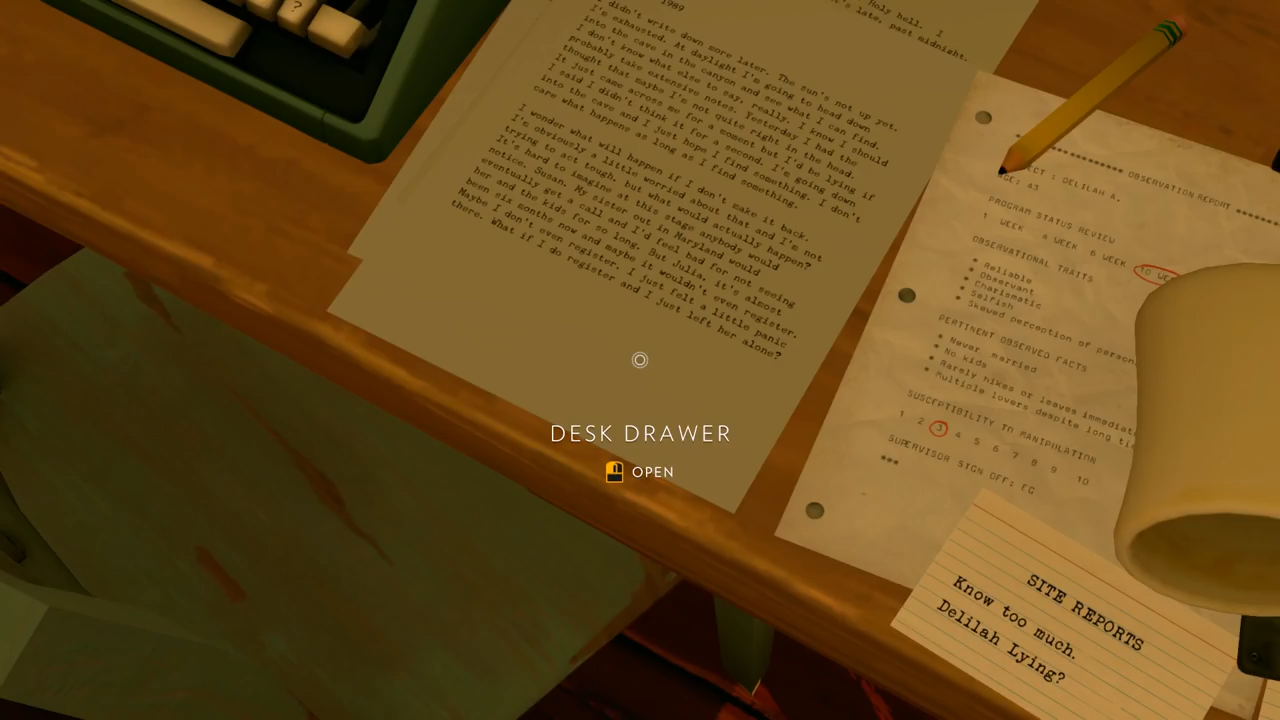 ?
1989
Holy hell. I
it's late, past midnight.
I didn't write down more later. The sun's not up yet.
I'm exhausted. At daylight I'm going to head down
into the cave in the canyon and see what I can find.
I don't know what else to say, really. I know I should
probably take extensive notes. Yesterday I had the
thought that maybe I'm not quite right in the head.
It just came across me for a moment but I'd be lying if
I said I didn't think it for a second. I'm going down
into the cave and I just hope I find something. I don't
care what happens as long as I find something.
I wonder what will happen if I don't make it back.
I'm obviously a little worried about that and I'm not
trying to act tough, but what would actually happen?
It's hard to imagine at this stage anybody would
notice. Susan. My sister out in Maryland would
eventually get a call and I'd feel bad for not seeing
her and the kids for so long. But Julia, it's almost
been six months now and maybe it wouldn't even register.
Maybe I don't even register. I just felt a little panic
there. What if I do register and I just left her alone?
********** OBSERVATION REPORT *******
ECT : DELILAH A.
AGE: 43
PROGRAM STATUS REVIEW
1 WEEK 4 WEEK 6 WEEK 10 WE
OBSERVATIONAL TRAITS
* Reliable
* Observant
* Charismatic
* Selfish
* Skewed perception of person
PERTINENT OBSERVED FACTS
* Never married
* No kids
* Rarely hikes or leaves immediat
* Multiple lovers despite long ti
SUSCEPTIBILITY TO MANIPULATION
1 2 3 4 5 6 7 8 9 10
SUPERVISOR SIGN OFF: EG
***
DESK DRAWER
OPEN
SITE REPORTS
Know too much.
Delilah Lying?